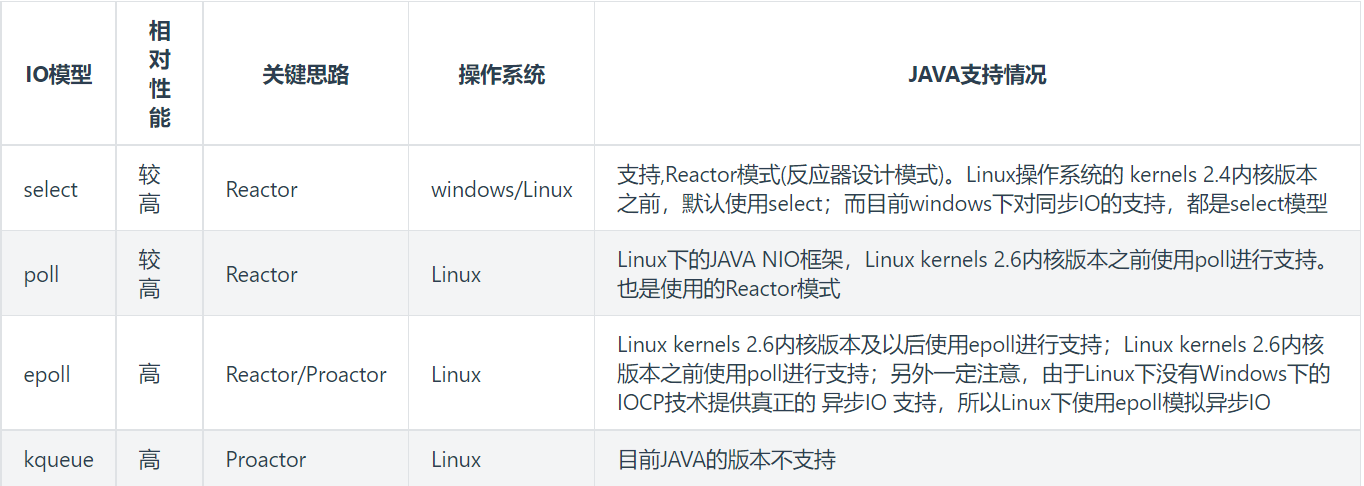 IO模型
相
对
性
能
关键思路
操作系统
JAVA支持情况
select
较
高
Reactor
windows/Linux
支持,Reactor模式(反应器设计模式)。Linux操作系统的 kernels 2.4内核版本
之前，默认使用select；而目前windows下对同步IO的支持，都是select模型
poll
较
高
Reactor
Linux
Linux下的JAVA NIO框架，Linux kernels 2.6内核版本之前使用poll进行支持。
也是使用的Reactor模式
epoll
高
Reactor/Proactor
Linux
Linux kernels 2.6内核版本及以后使用epoll进行支持；Linux kernels 2.6内核
版本之前使用poll进行支持；另外一定注意，由于Linux下没有Windows下的
IOCP技术提供真正的 异步IO 支持，所以Linux下使用epoll模拟异步IO
kqueue
高
Proactor
Linux
目前JAVA的版本不支持